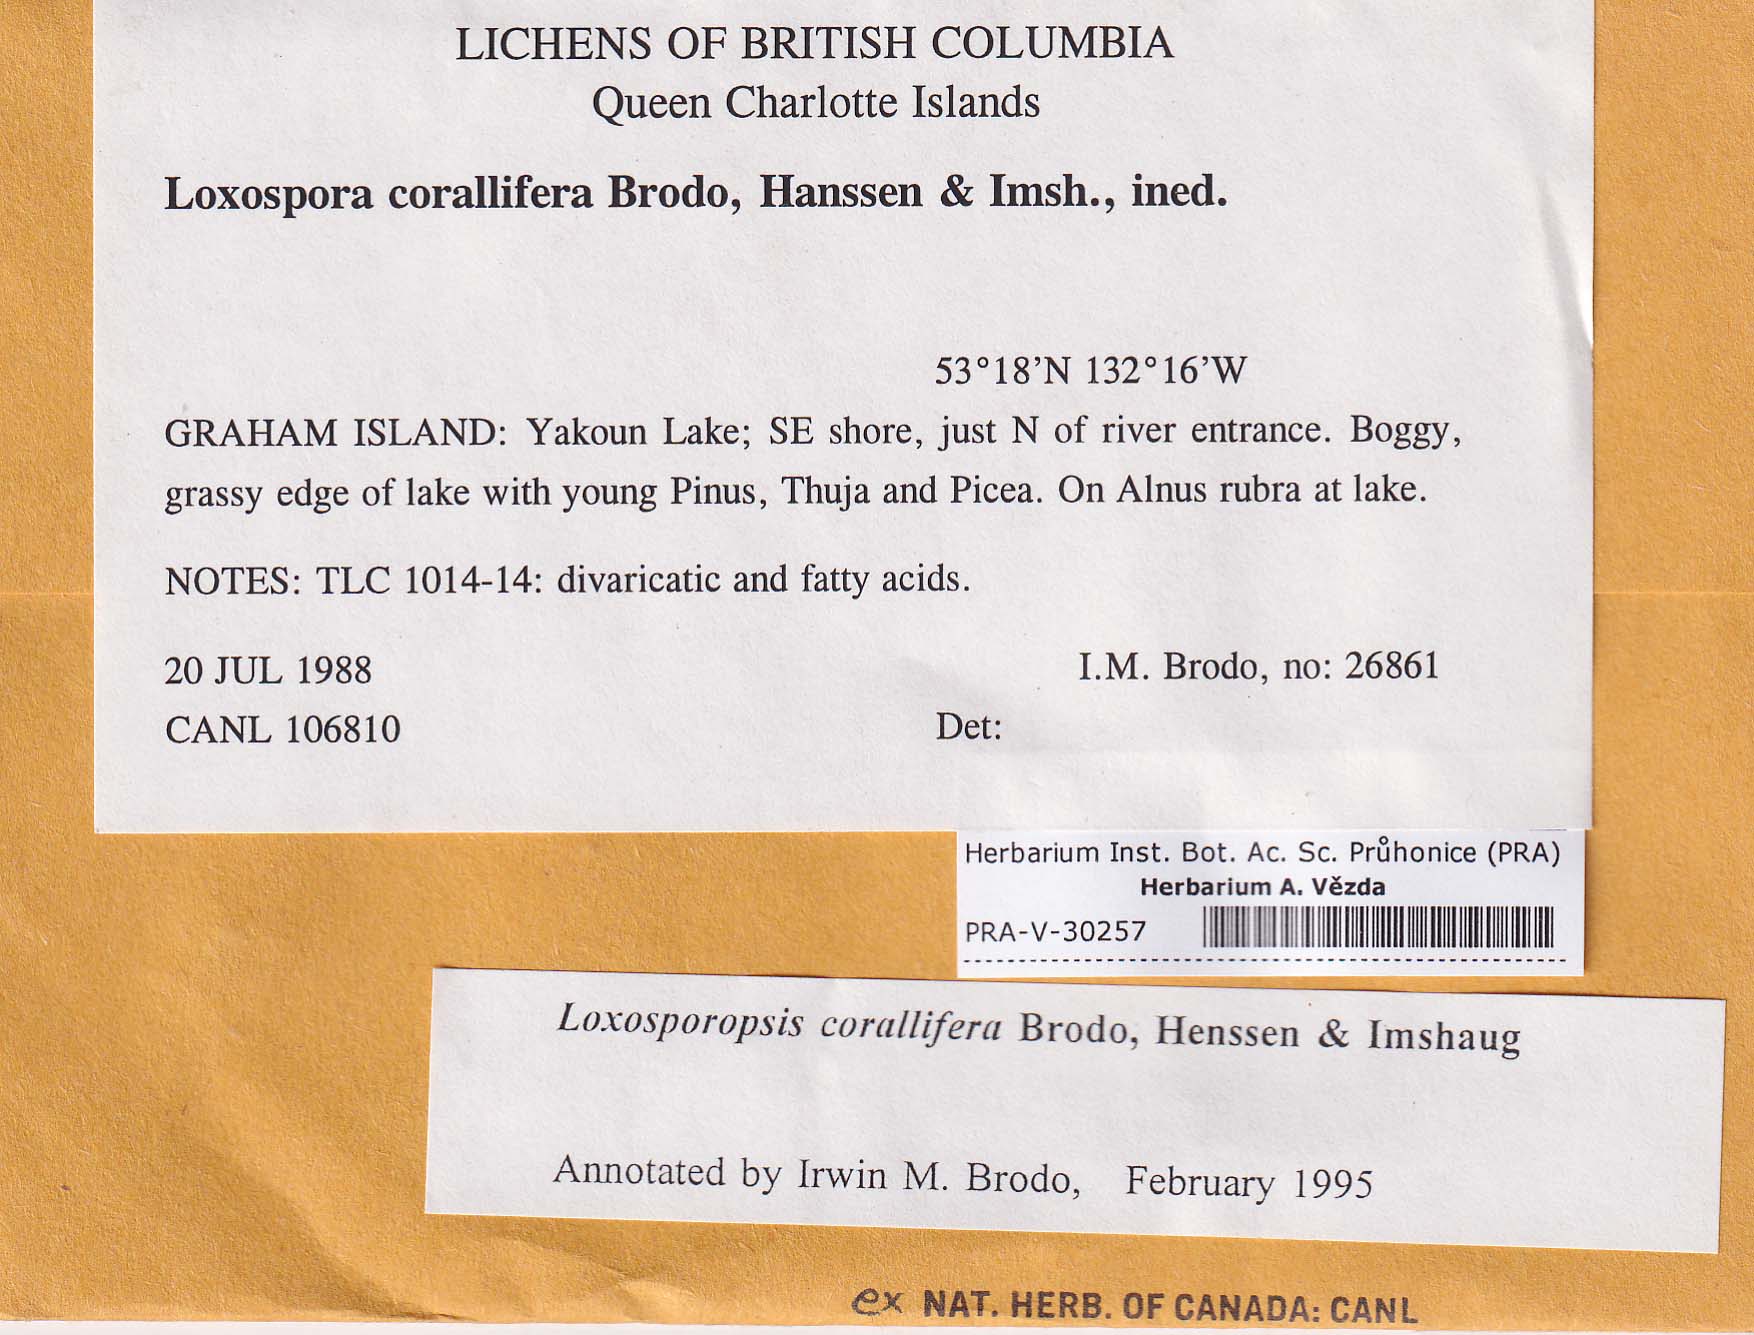 LICHENS OF BRITISH COLUMBIA
Queen Charlotte Islands
Loxospora corallifera Brodo, Hanssen & Imsh., ined.
53°18’N 132°16’W
GRAHAM ISLAND: Yakoun Lake; SE shore, just N of river entrance. Boggy,
grassy edge of lake with young Pinus, Thuja and Picea. On Alnus rubra at lake.
NOTES: TLC 1014-14: divaricatic and fatty acids.
20 JUL 1988 I.M. Brodo, no: 26861
CANL 106810 Det:
Herbarium Inst. Bot. Ac. Sc. Průhonice (PRA)
Herbarium A. Vězda
PRA-V-30257
Loxosporopsis corallifera Brodo, Henssen & Imshaug
Annotated by Irwin M. Brodo, February 1995
ex NAT. HERB. OF CANADA: CANL